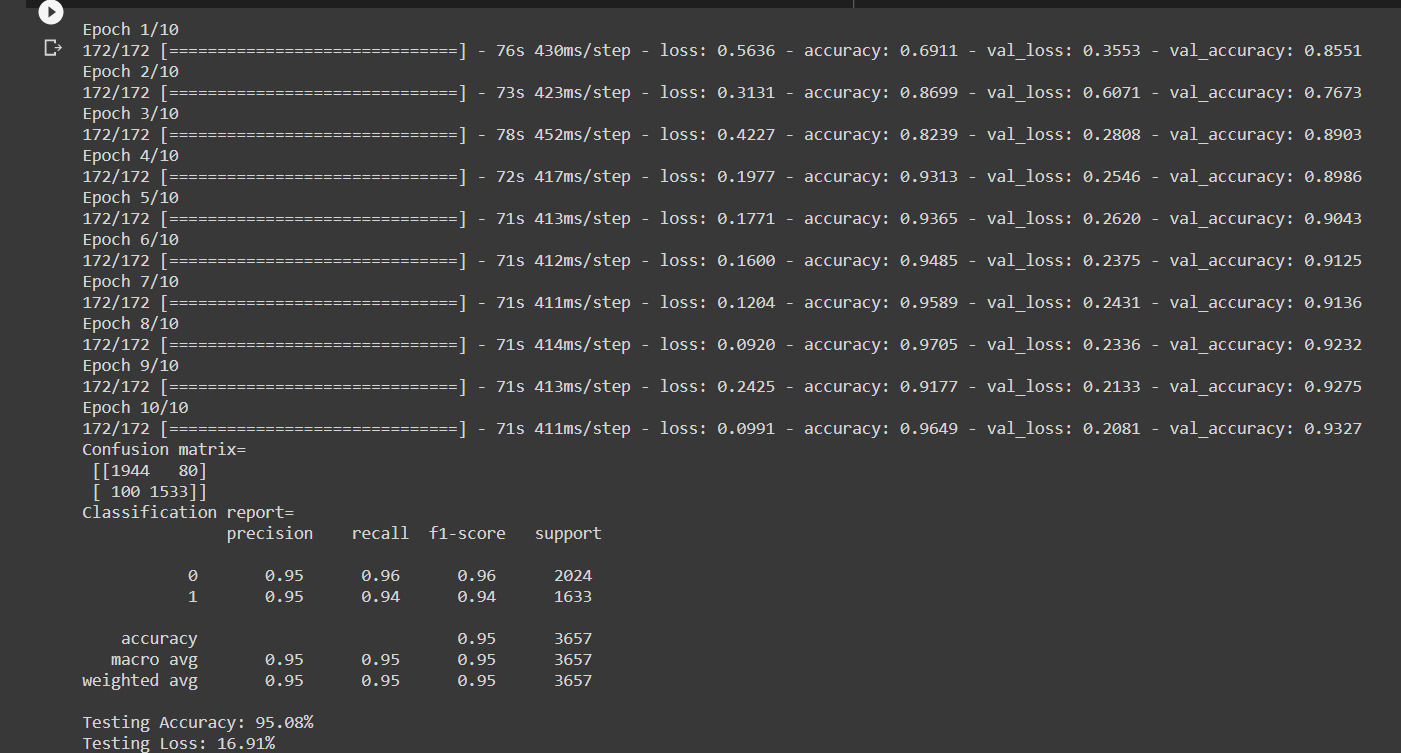 Epoch 1/10
172/172 [==============================] - 76s 430ms/step - loss: 0.5636 - accuracy: 0.6911 - val_loss: 0.3553 - val_accuracy: 0.8551
Epoch 2/10
172/172 [==============================] - 73s 423ms/step - loss: 0.3131 - accuracy: 0.8699 - val_loss: 0.6071 - val_accuracy: 0.7673
Epoch 3/10
172/172 [==============================] - 78s 452ms/step - loss: 0.4227 - accuracy: 0.8239 - val_loss: 0.2808 - val_accuracy: 0.8903
Epoch 4/10
172/172 [==============================] - 72s 417ms/step - loss: 0.1977 - accuracy: 0.9313 - val_loss: 0.2546 - val_accuracy: 0.8986
Epoch 5/10
172/172 [==============================] - 71s 413ms/step - loss: 0.1771 - accuracy: 0.9365 - val_loss: 0.2620 - val_accuracy: 0.9043
Epoch 6/10
172/172 [==============================] - 71s 412ms/step - loss: 0.1600 - accuracy: 0.9485 - val_loss: 0.2375 - val_accuracy: 0.9125
Epoch 7/10
172/172 [==============================] - 71s 411ms/step - loss: 0.1204 - accuracy: 0.9589 - val_loss: 0.2431 - val_accuracy: 0.9136
Epoch 8/10
172/172 [==============================] - 71s 414ms/step - loss: 0.0920 - accuracy: 0.9705 - val_loss: 0.2336 - val_accuracy: 0.9232
Epoch 9/10
172/172 [==============================] - 71s 413ms/step - loss: 0.2425 - accuracy: 0.9177 - val_loss: 0.2133 - val_accuracy: 0.9275
Epoch 10/10
172/172 [==============================] - 71s 411ms/step - loss: 0.0991 - accuracy: 0.9649 - val_loss: 0.2081 - val_accuracy: 0.9327
Confusion matrix=
 [[1944   80]
 [ 100 1533]]
Classification report=
               precision    recall  f1-score   support
           0       0.95      0.96      0.96      2024
           1       0.95      0.94      0.94      1633
    accuracy                           0.95      3657
   macro avg       0.95      0.95      0.95      3657
weighted avg       0.95      0.95      0.95      3657
Testing Accuracy: 95.08%
Testing Loss: 16.91%